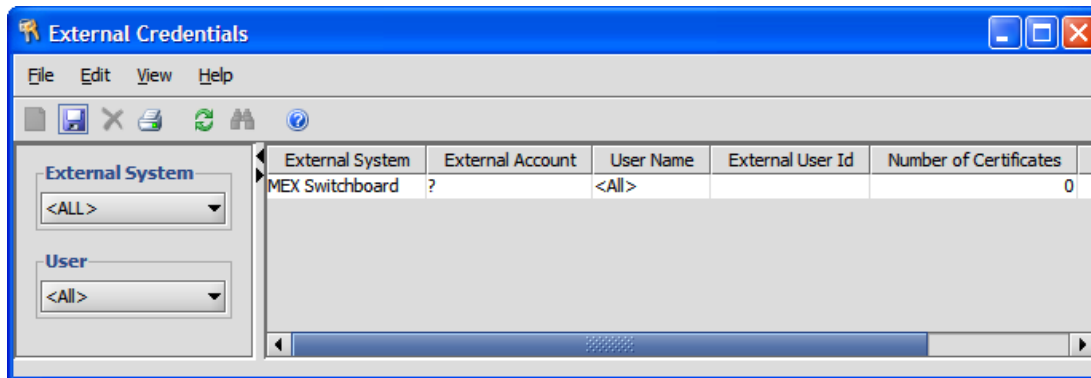 External Credentials
File Edit View Help
External System External Account User Name External User Id Number of Certificates
MEX Switchboard ? <All> 0
External System
<ALL>
User
<All>